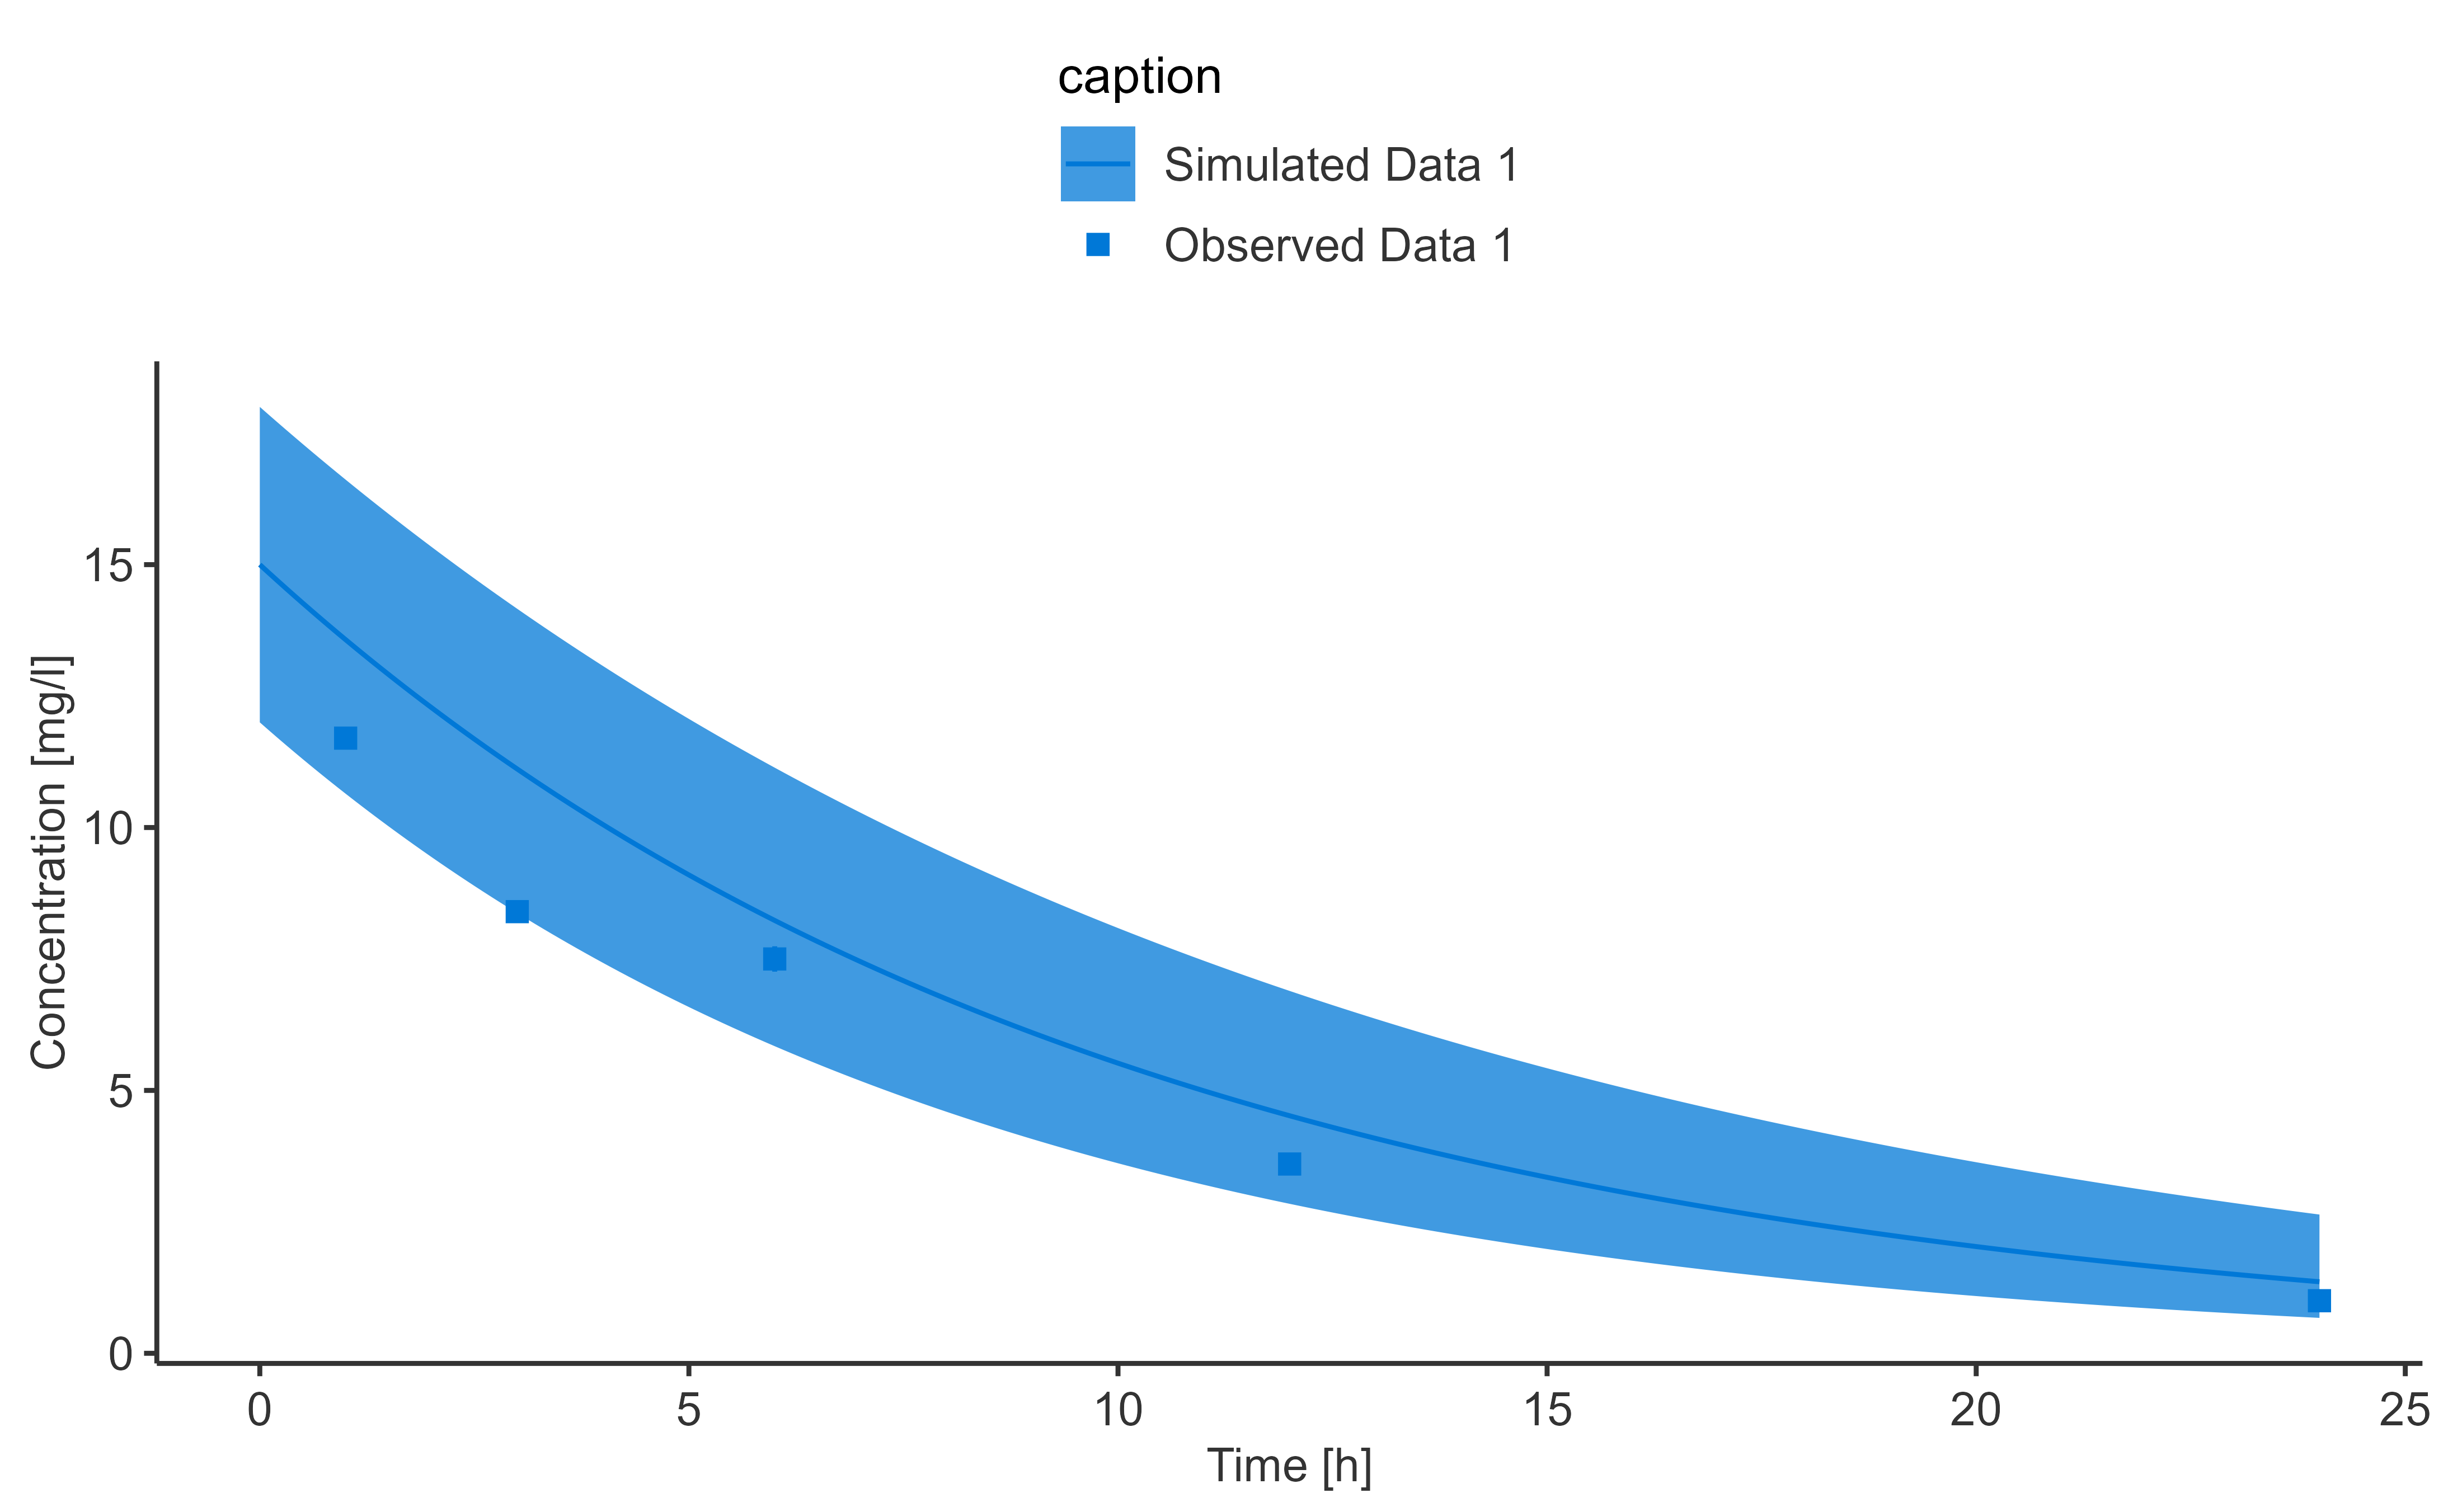 caption
Simulated Data 1
Observed Data 1
Concentration [mg/l]
15
10
5
0
0 5 10 15 20 25
Time [h]